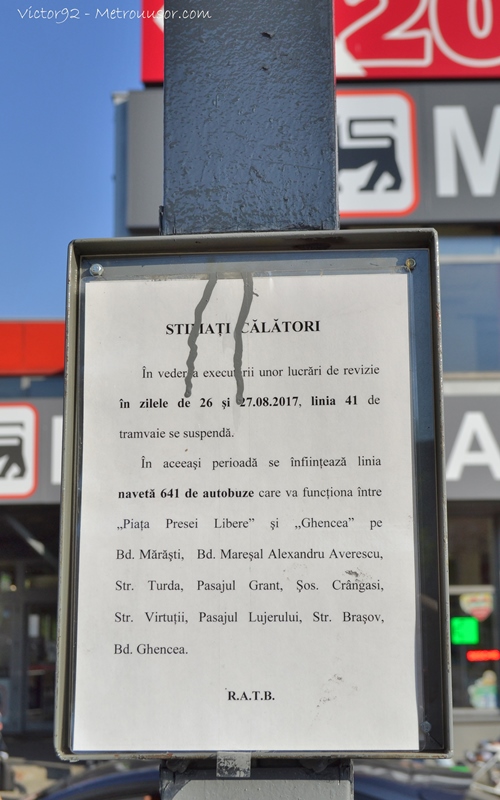 Victor92 - Metrouusor.com
20
M
STIMAȚI CĂLĂTORI
În vederea executării unor lucrări de revizie
în zilele de 26 și 27.08.2017, linia 41 de
tramvaie se suspendă.
În aceeași perioadă se înființează linia
navetă 641 de autobuze care va funcționa între
„Piața Presei Libere” și „Ghencea” pe
Bd. Mărăști, Bd. Mareșal Alexandru Averescu,
Str. Turda, Pasajul Grant, Șos. Crângași,
Str. Virtuții, Pasajul Lujerului, Str. Brașov,
Bd. Ghencea.
R.A.T.B.
A